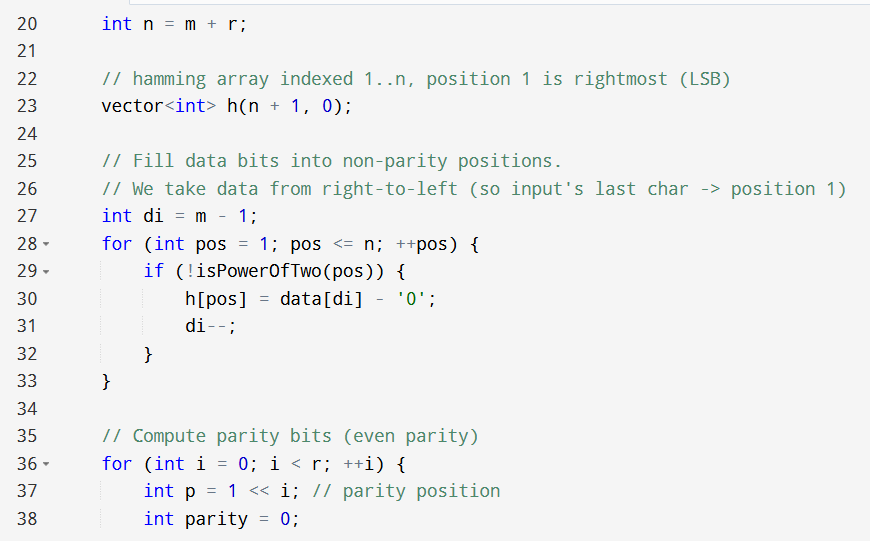 20 int n = m + r;
21
22 // hamming array indexed 1..n, position 1 is rightmost (LSB)
23 vector<int> h(n + 1, 0);
24
25 // Fill data bits into non-parity positions.
26 // We take data from right-to-left (so input's last char -> position 1)
27 int di = m - 1;
28 for (int pos = 1; pos <= n; ++pos) {
29 if (!isPowerOfTwo(pos)) {
30 h[pos] = data[di] - '0';
31 di--;
32 }
33 }
34
35 // Compute parity bits (even parity)
36 for (int i = 0; i < r; ++i) {
37 int p = 1 << i; // parity position
38 int parity = 0;